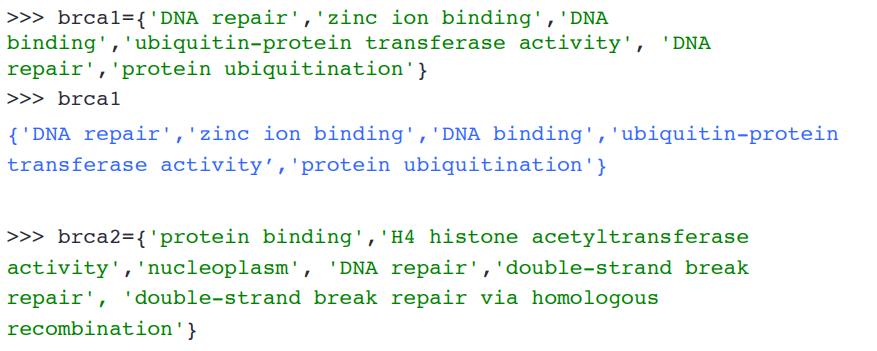 >>> brca1={'DNA repair','zinc ion binding','DNA
binding','ubiquitin-protein transferase activity', 'DNA
repair','protein ubiquitination'}
>>> brca1
{'DNA repair','zinc ion binding','DNA binding','ubiquitin-protein
transferase activity’,'protein ubiquitination'}
>>> brca2={'protein binding','H4 histone acetyltransferase
activity','nucleoplasm', 'DNA repair','double-strand break
repair', 'double-strand break repair via homologous
recombination'}